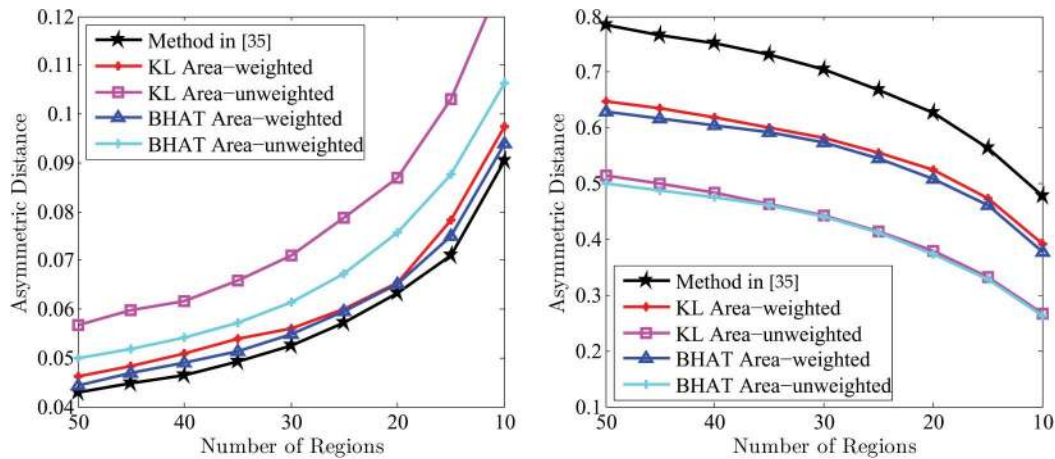 0.12
0.11
0.1
0.09
0.08
0.07
0.06
0.05
0.04
Asymmetric Distance
Method in [35]
KL Area-weighted
KL Area-unweighted
BHAT Area-weighted
BHAT Area-unweighted
50 40 30 20 10
Number of Regions
0.8
0.7
0.6
0.5
0.4
0.3
0.2
0.1
Asymmetric Distance
Method in [35]
KL Area-weighted
KL Area-unweighted
BHAT Area-weighted
BHAT Area-unweighted
50 40 30 20 10
Number of Regions